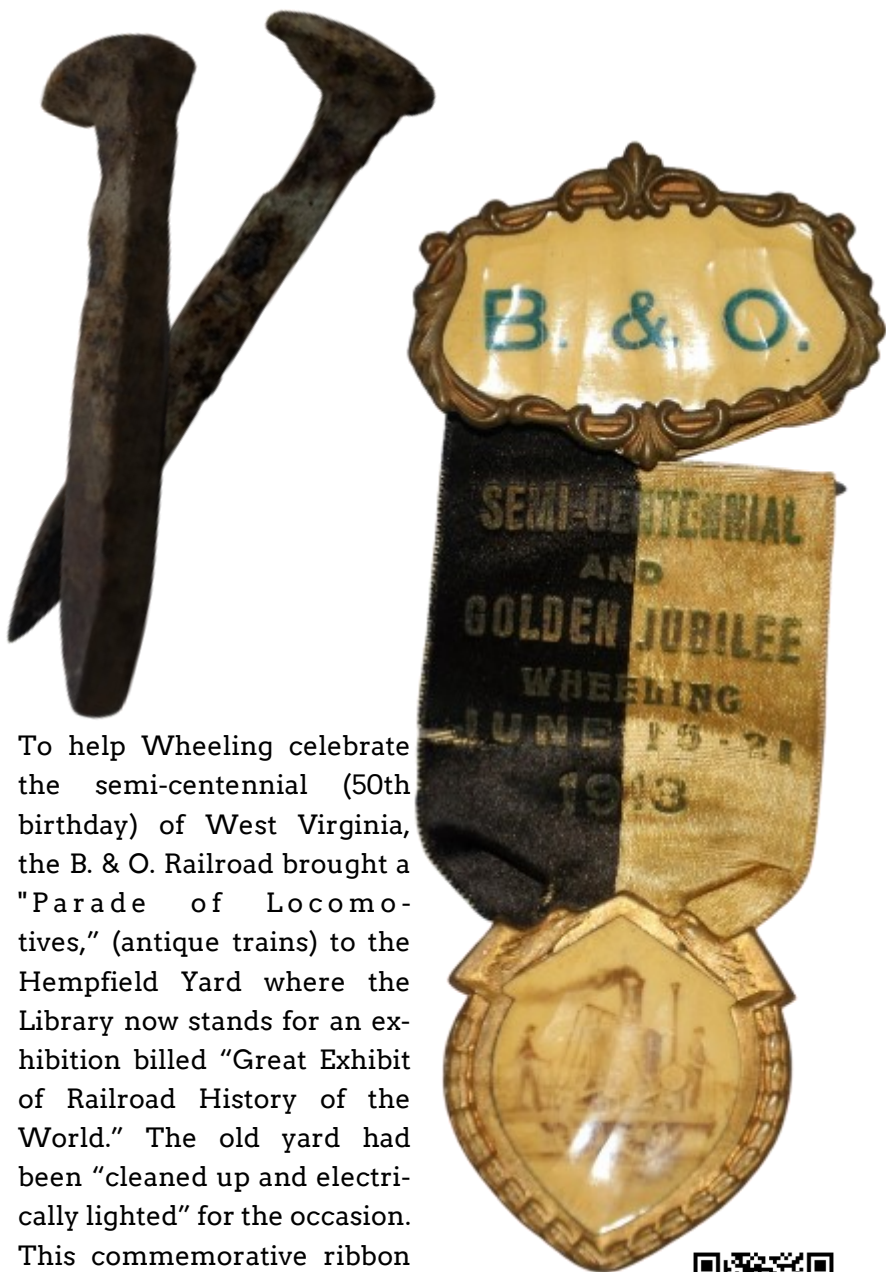 B. & O.
SEMI-CENTENNIAL
AND
GOLDEN JUBILEE
WHEELING
JUNE 15-21
1913
To help Wheeling celebrate
the semi-centennial (50th
birthday) of West Virginia,
the B. & O. Railroad brought a
"Parade of Locomo-
tives,” (antique trains) to the
Hempfield Yard where the
Library now stands for an ex-
hibition billed “Great Exhibit
of Railroad History of the
World.” The old yard had
been “cleaned up and electri-
cally lighted” for the occasion.
This commemorative ribbon